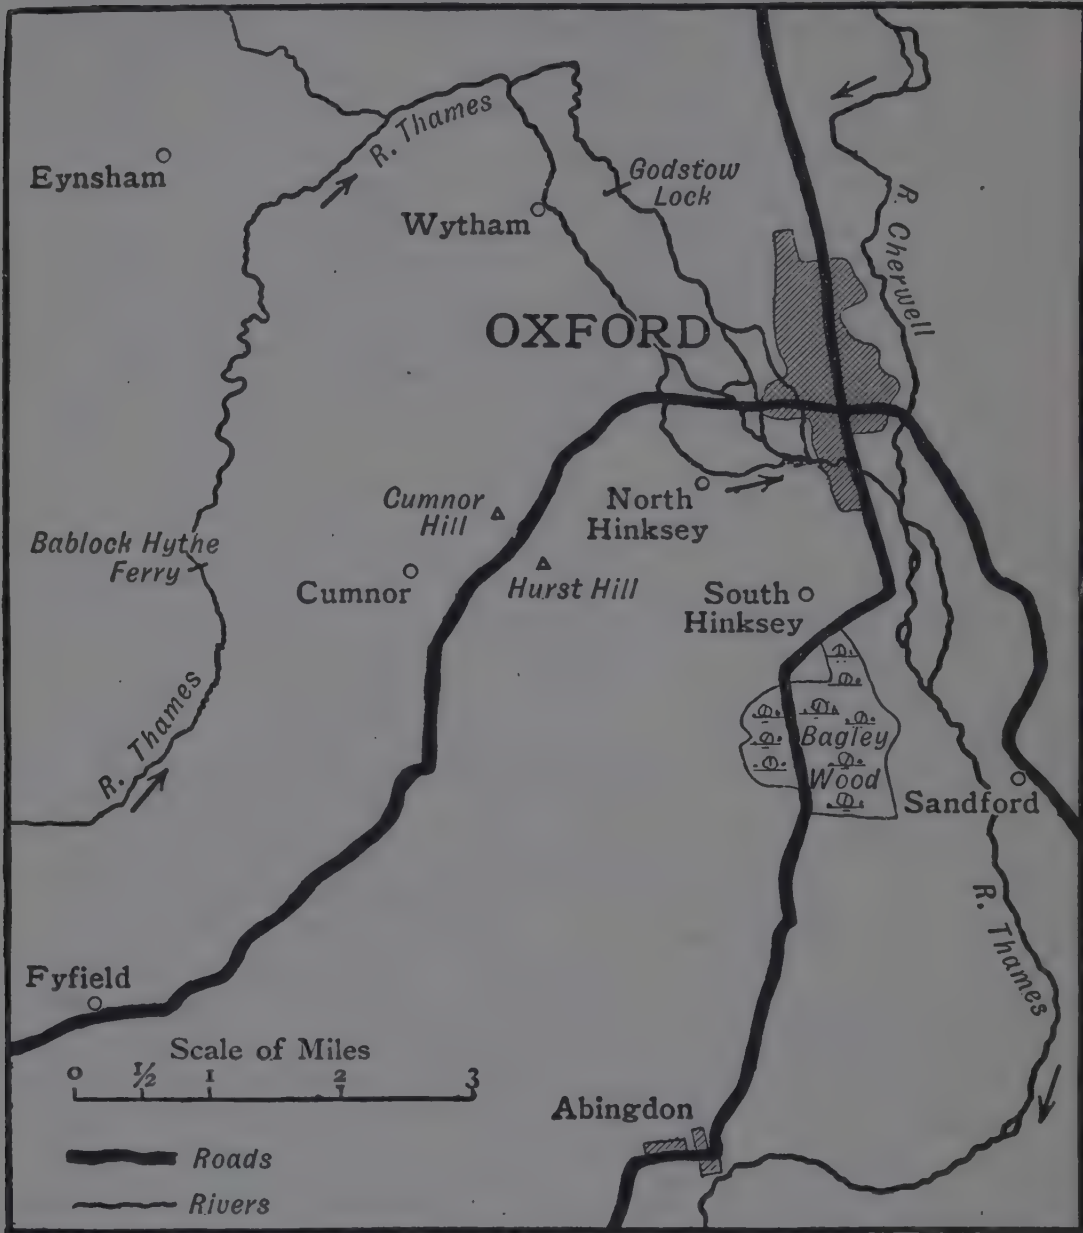 R. Thames
Eynsham
Godstow
Lock
R. Cherwell
Wytham
OXFORD
Cumnor
Hill
North
Hinksey
Bablock Hythe
Ferry
Cumnor
Hurst Hill
South
Hinksey
R. Thames
Bagley
Wood
Sandford
R. Thames
Fyfield
Scale of Miles
0 1/2 1 2 3
Abingdon
Roads
Rivers